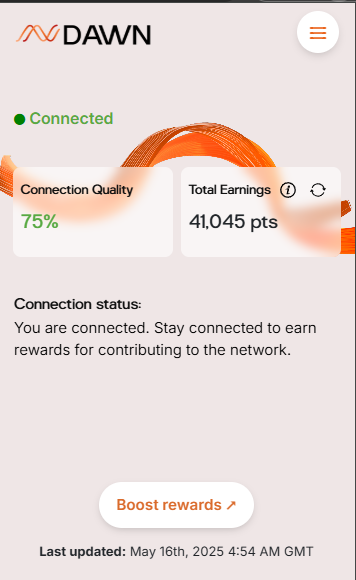 DAWN
Connected
Connection Quality
Total Earnings
75%
41,045 pts
Connection status:
You are connected. Stay connected to earn
rewards for contributing to the network.
Boost rewards ↗
Last updated: May 16th, 2025 4:54 AM GMT